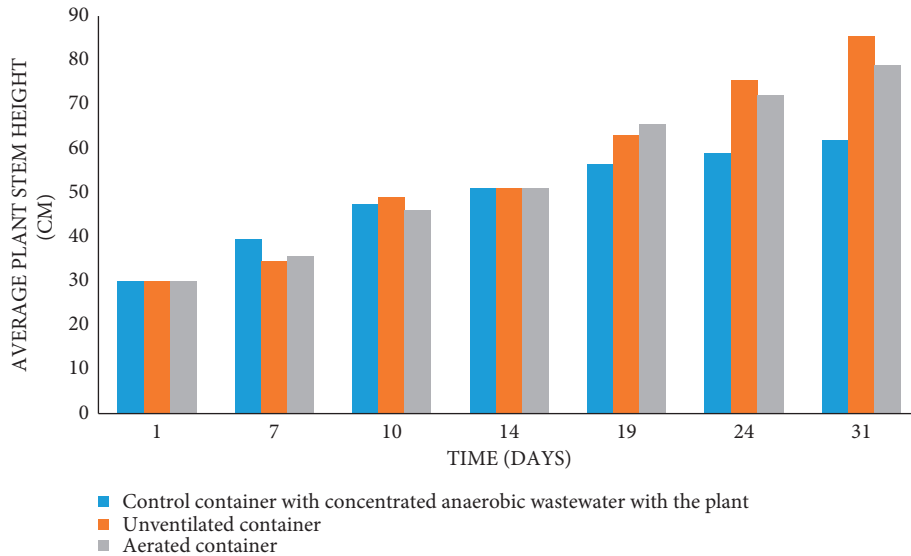 AVERAGE PLANT STEM HEIGHT
(CM)
90
80
70
60
50
40
30
20
10
0
1 7 10 14 19 24 31
TIME (DAYS)
Control container with concentrated anaerobic wastewater with the plant
Unventilated container
Aerated container